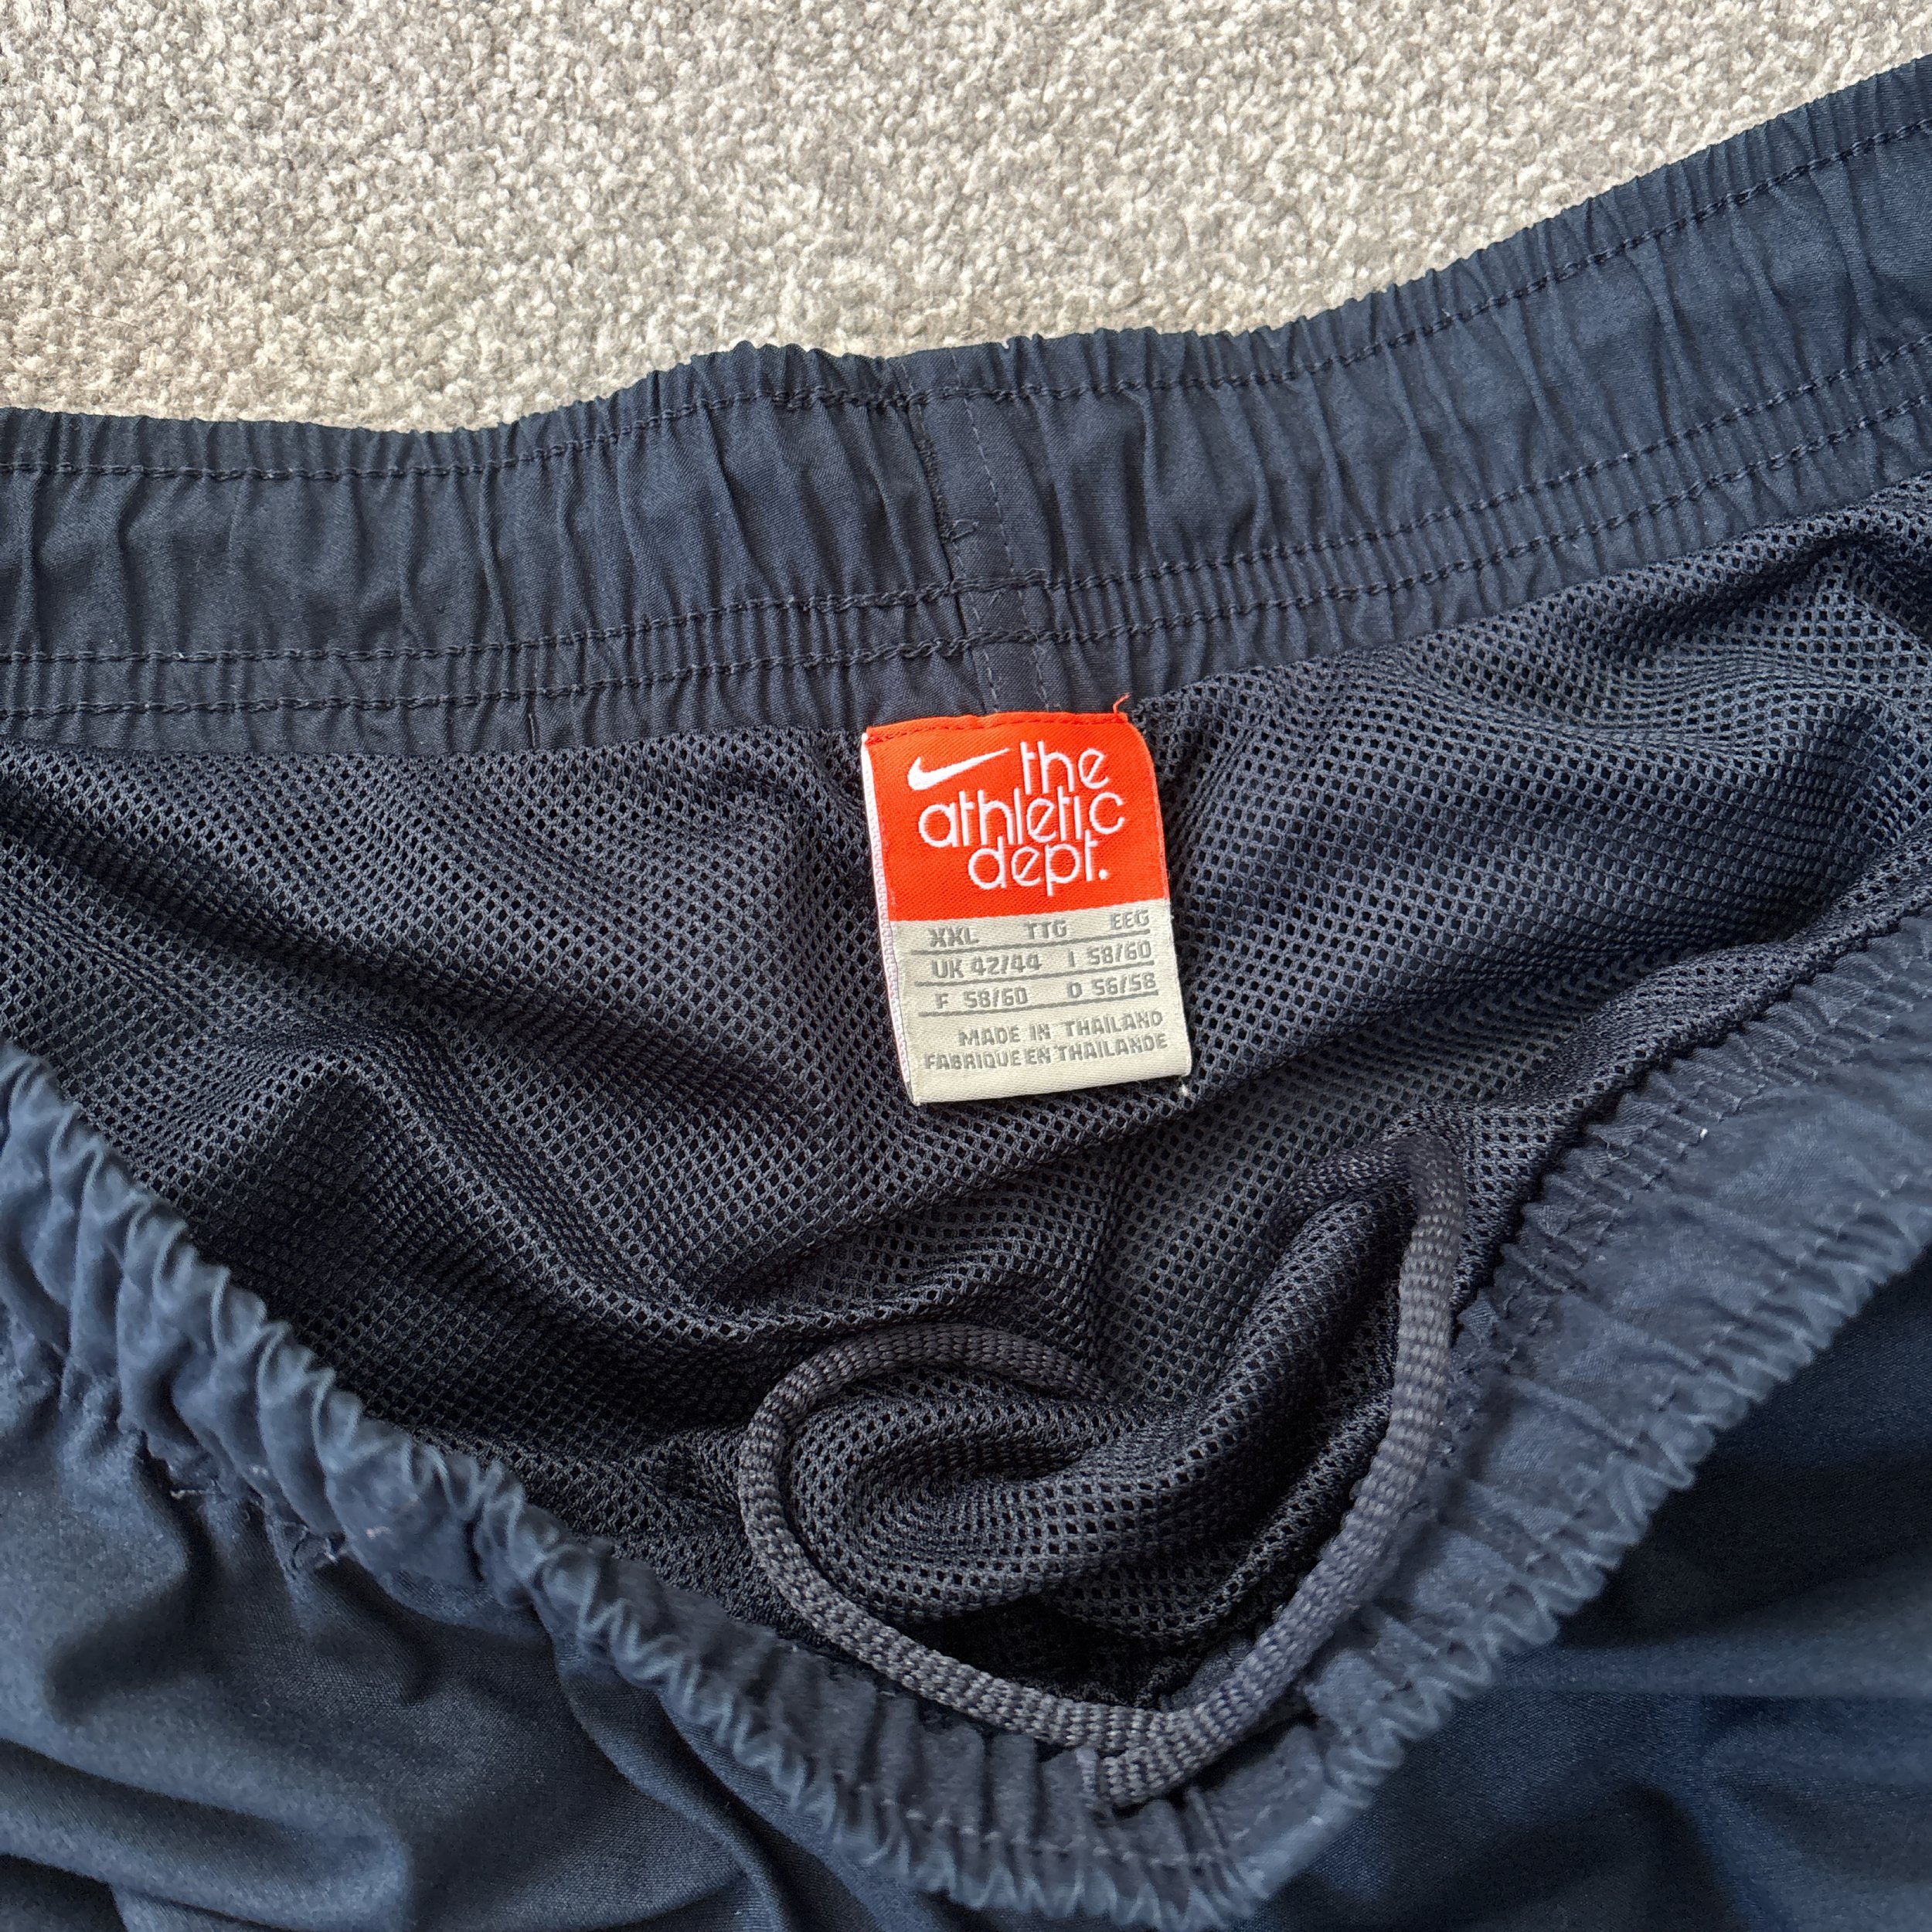 the
athletic
dept.
XXL TTG EEG
UK 42/44 I 58/60
F 58/60 D 56/58
MADE IN THAILAND
FABRIQUE EN THAILANDE